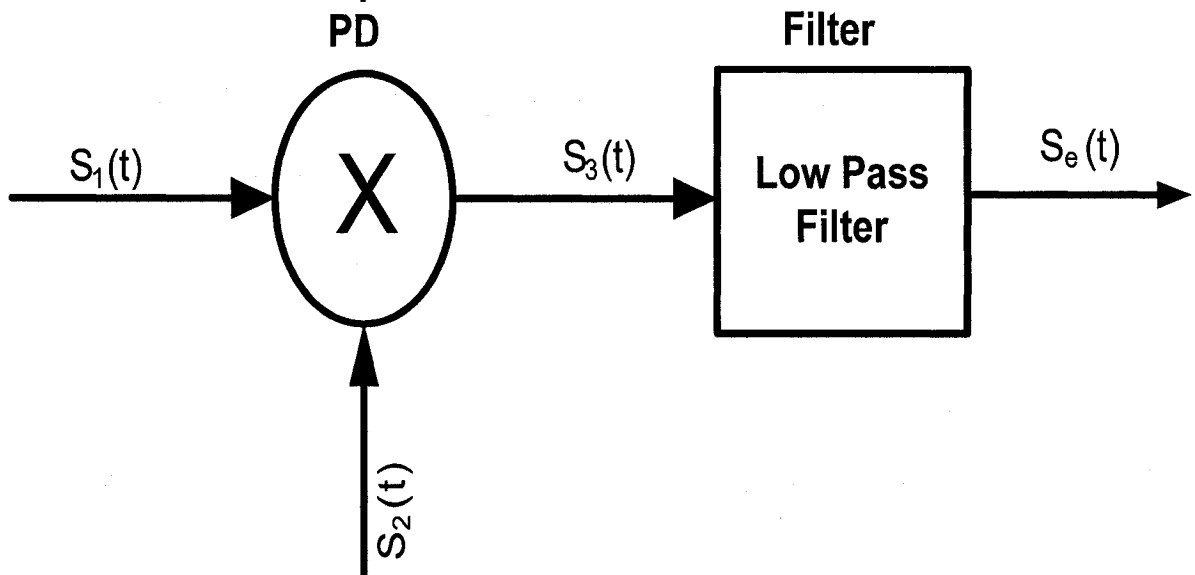 PD
Filter
S₁(t)
X
S₃(t)
Low Pass
Filter
Sₑ(t)
S₂(t)